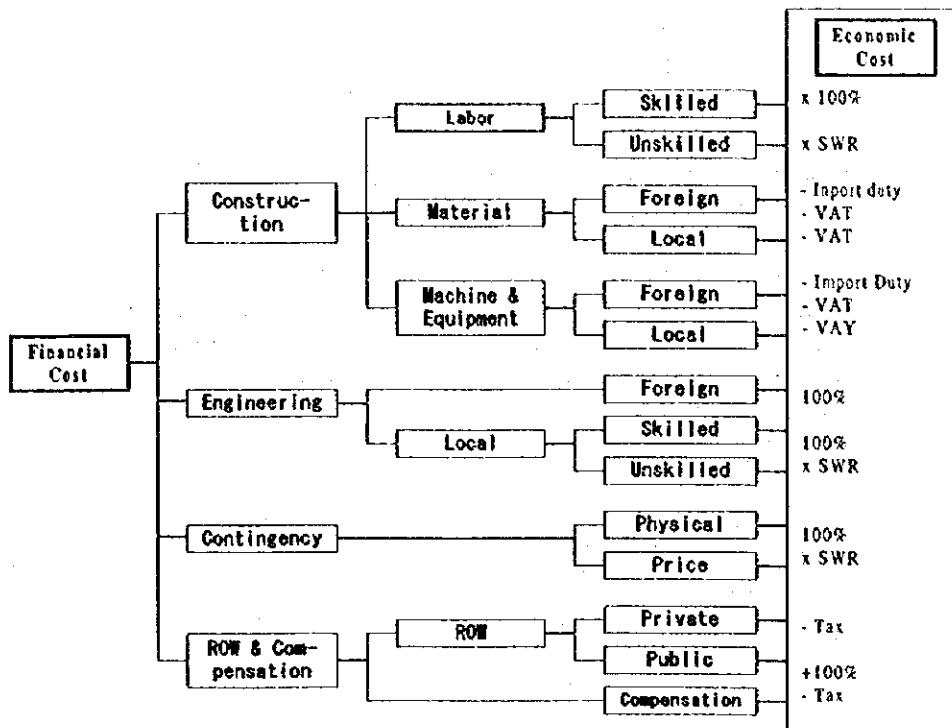 Economic
Cost
Skilled
x 100%
Labor
Unskilled
x SWR
Construc-
tion
Material
Foreign
- Inport duty
- VAT
Local
- VAT
Machine &
Equipment
Foreign
- Import Duty
- VAT
Local
- VAY
Financial
Cost
Engineering
Foreign
100%
Local
Skilled
100%
Unskilled
x SWR
Contingency
Physical
100%
Price
x SWR
ROW & Com-
pensation
ROW
Private
- Tax
Public
+100%
Compensation
- Tax